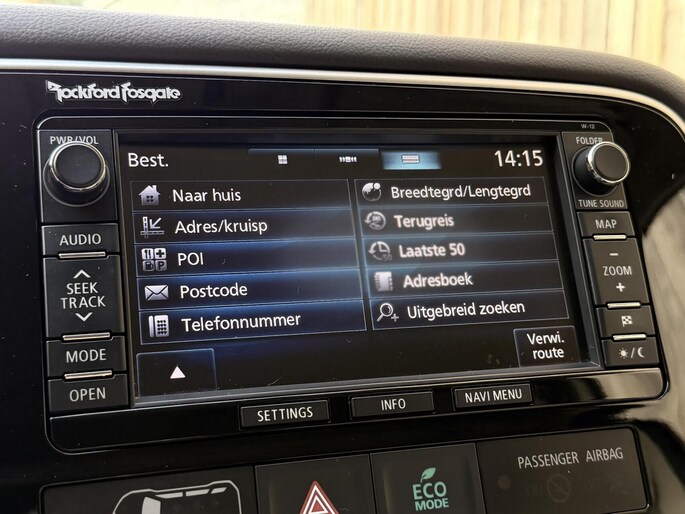 Rockford Fosgate
W-12
PWR/VOL
FOLDER
Best.
14:15
TUNE SOUND
Naar huis
Breedtegrd/Lengtegrd
Adres/kruisp
Terugreis
POI
Laatste 50
Postcode
Adresboek
Telefoonnummer
Uitgebreid zoeken
Verwi.
route
AUDIO
SEEK
TRACK
MODE
OPEN
MAP
ZOOM
SETTINGS
INFO
NAVI MENU
ECO
MODE
PASSENGER AIRBAG